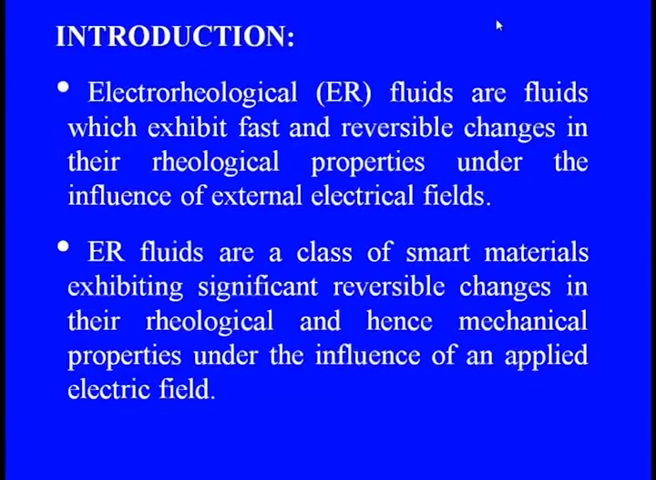 INTRODUCTION:
• Electrorheological (ER) fluids are fluids
which exhibit fast and reversible changes in
their rheological properties under the
influence of external electrical fields.
• ER fluids are a class of smart materials
exhibiting significant reversible changes in
their rheological and hence mechanical
properties under the influence of an applied
electric field.